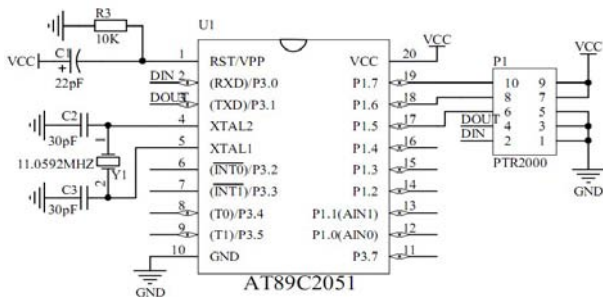 R3
10K
VCC
C1
+
22pF
C2
30pF
11.0592MHZ
1
2
Y1
C3
30pF
U1
1 RST/VPP
DIN 2 (RXD)/P3.0
DOUT (TXD)/P3.1
4 XTAL2
5 XTAL1
6 (INT0)/P3.2
7 (INT1)/P3.3
8 (T0)/P3.4
9 (T1)/P3.5
10 GND
GND
VCC 20 VCC
P1.7 19
P1.6 18
P1.5 17
P1.4 16
P1.3 15
P1.2 14
P1.1(AIN1) 13
P1.0(AIN0) 12
P3.7 11
AT89C2051
P1
VCC
10 9
8 7
6 5
DOUT 4 3
DIN 2 1
PTR2000
GND